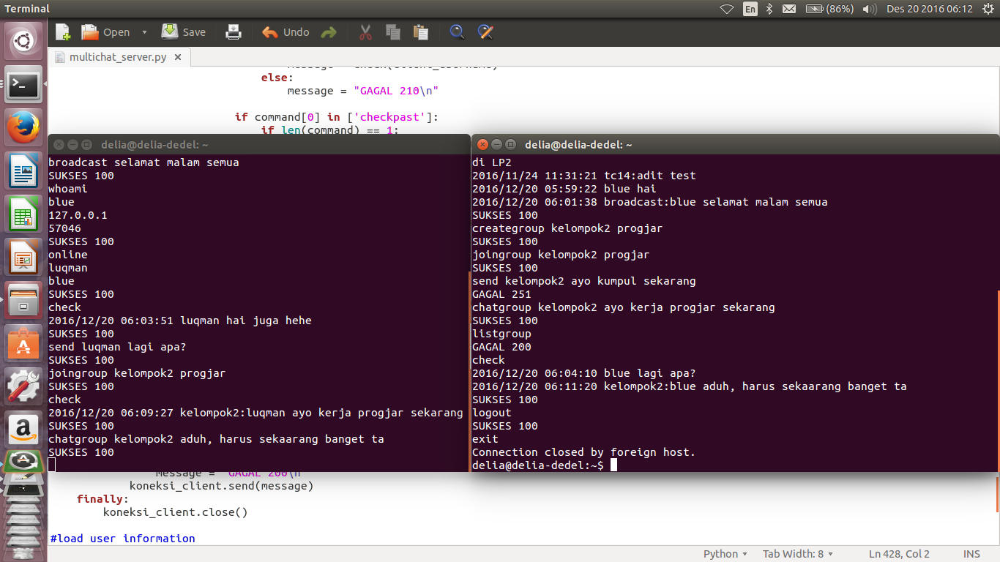 Terminal
En
(86%)
Des 20 2016 06:12
Open
Save
Undo
multichat_server.py
else:
message = "GAGAL 210\n"
if command[0] in ['checkpast']:
if len(command) == 1:
delia@delia-dedel: ~
broadcast selamat malam semua
SUKSES 100
whoami
blue
127.0.0.1
57046
SUKSES 100
online
luqman
blue
SUKSES 100
check
2016/12/20 06:03:51 luqman hai juga hehe
SUKSES 100
send luqman lagi apa?
SUKSES 100
joingroup kelompok2 progjar
SUKSES 100
check
2016/12/20 06:09:27 kelompok2:luqman ayo kerja progjar sekarang
SUKSES 100
chatgroup kelompok2 aduh, harus sekaarang banget ta
SUKSES 100
delia@delia-dedel: ~
di LP2
2016/11/24 11:31:21 tc14:adit test
2016/12/20 05:59:22 blue hai
2016/12/20 06:01:38 broadcast:blue selamat malam semua
SUKSES 100
creategroup kelompok2 progjar
SUKSES 100
joingroup kelompok2 progjar
SUKSES 100
send kelompok2 ayo kumpul sekarang
GAGAL 251
chatgroup kelompok2 ayo kerja progjar sekarang
SUKSES 100
listgroup
GAGAL 200
check
2016/12/20 06:04:10 blue lagi apa?
2016/12/20 06:11:20 kelompok2:blue aduh, harus sekaarang banget ta
SUKSES 100
logout
SUKSES 100
exit
Connection closed by foreign host.
delia@delia-dedel:~$
message = "GAGAL 200\n"
koneksi_client.send(message)
finally:
koneksi_client.close()
#load user information
Python
Tab Width: 8
Ln 428, Col 2
INS